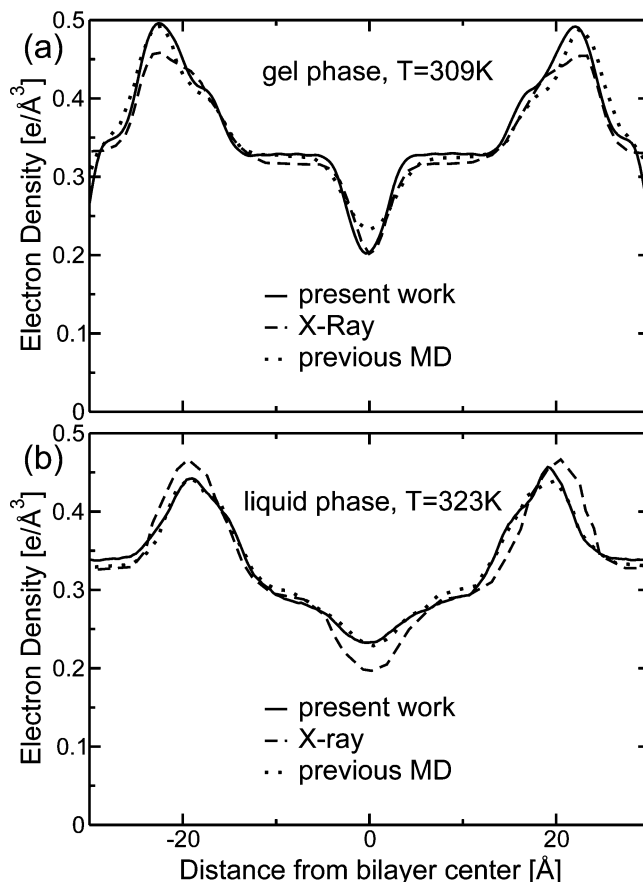 0.5
(a)
gel phase, T=309K
0.4
0.3
0.2
0.1
0
Electron Density [e/Å³]
present work
X-Ray
previous MD
0.5
(b)
liquid phase, T=323K
0.4
0.3
0.2
0.1
0
Electron Density [e/Å³]
present work
X-ray
previous MD
-20 0 20
Distance from bilayer center [Å]